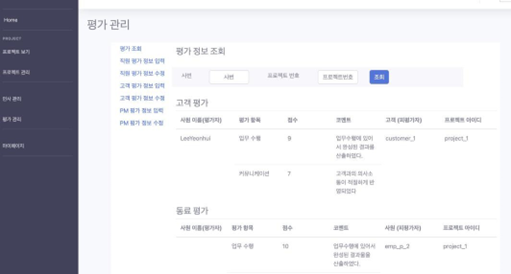 Home
PROJECT
프로젝트 보기
프로젝트 관리
인사 관리
평가 관리
마이페이지
평가 관리
평가 조회
직원 평가 정보 입력
직원 평가 정보 수정
고객 평가 정보 입력
고객 평가 정보 수정
PM 평가 정보 입력
PM 평가 정보 수정
평가 정보 조회
사번 사번 프로젝트 번호 프로젝트번호 조회
고객 평가
사원 이름(평가자) 평가 항목 점수 코멘트 고객 (피평가자) 프로젝트 아이디
LeeYeonhui 업무 수행 9 업무수행에 있어 customer_1 project_1
서 완성한 결과를
산출하였다.
커뮤니케이션 7 고객과의 의사소
통이 적절하게 반
영되었다
동료 평가
사원 이름(평가자) 평가 항목 점수 코멘트 사원 (피평가자) 프로젝트 아이디
업무 수행 10 업무수행에 있어서 emp_p_2 project_1
완성된 결과물을
산출하였다.